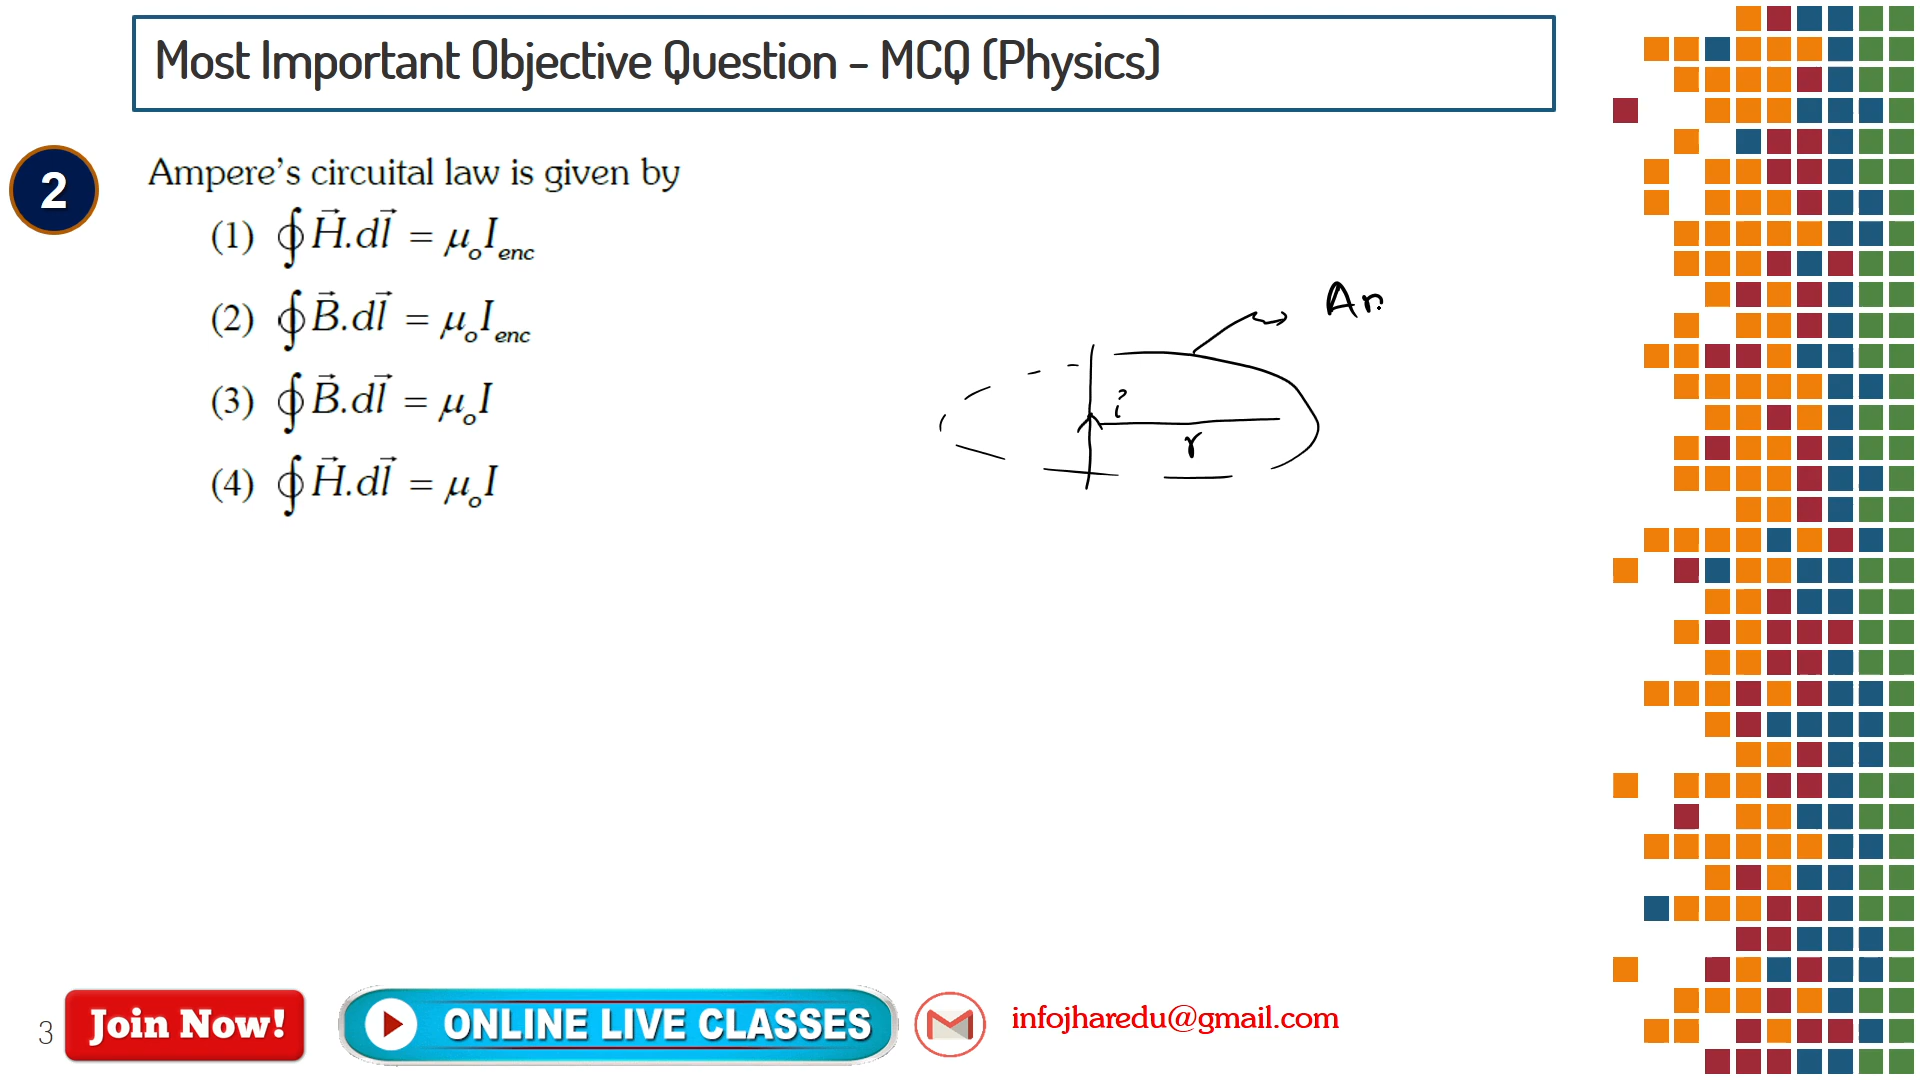 Most Important Objective Question - MCQ (Physics)
2
Ampere's circuital law is given by
(1) ∮H⃗.dl⃗ = μₒI_enc
(2) ∮B⃗.dl⃗ = μₒI_enc
(3) ∮B⃗.dl⃗ = μₒI
(4) ∮H⃗.dl⃗ = μₒI
An
i
r
3
Join Now!
ONLINE LIVE CLASSES
infojharedu@gmail.com